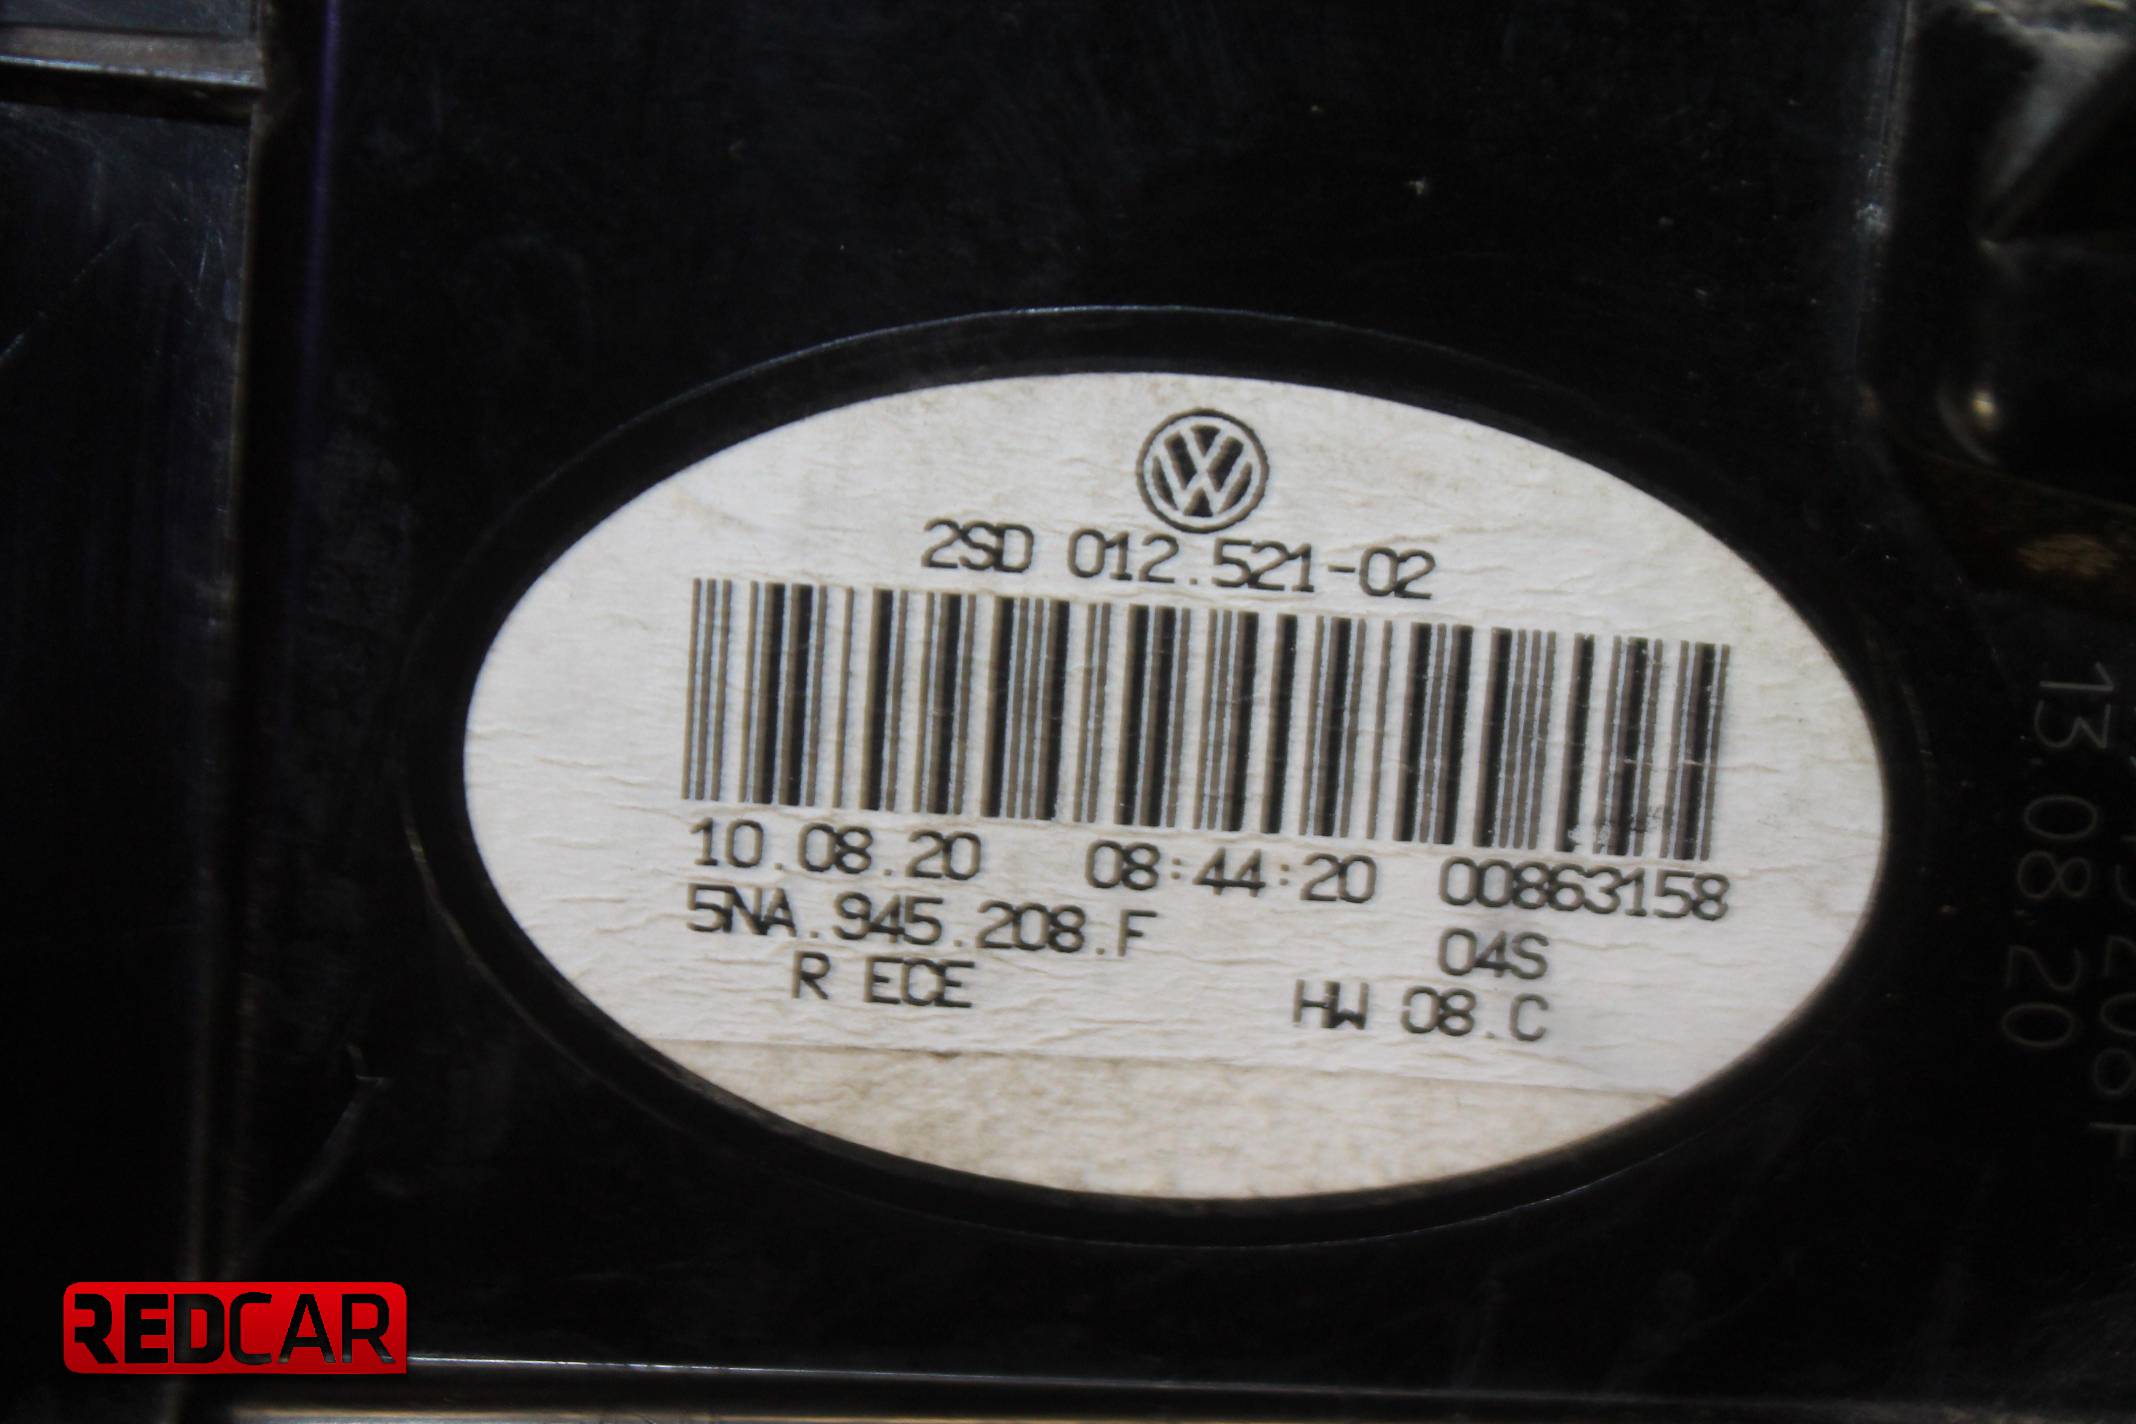 2SD 012.521-02
10.08.20 08:44:20 00863158
5NA.945.208.F 04S
R ECE HW 08.C
13.08.20
REDCAR